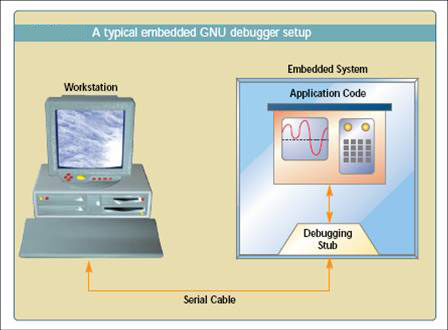 A typical embedded GNU debugger setup
Workstation
Embedded System
Application Code
Debugging
Stub
Serial Cable